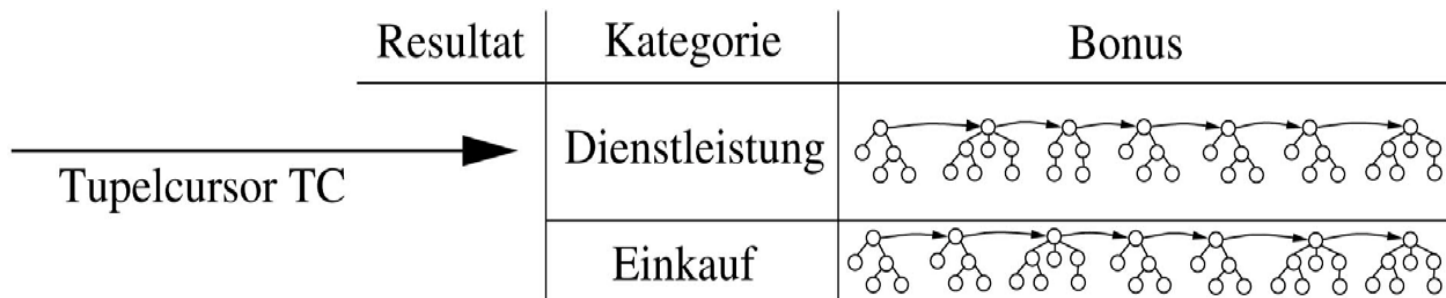 Resultat Kategorie Bonus
Dienstleistung
Tupelcursor TC
Einkauf